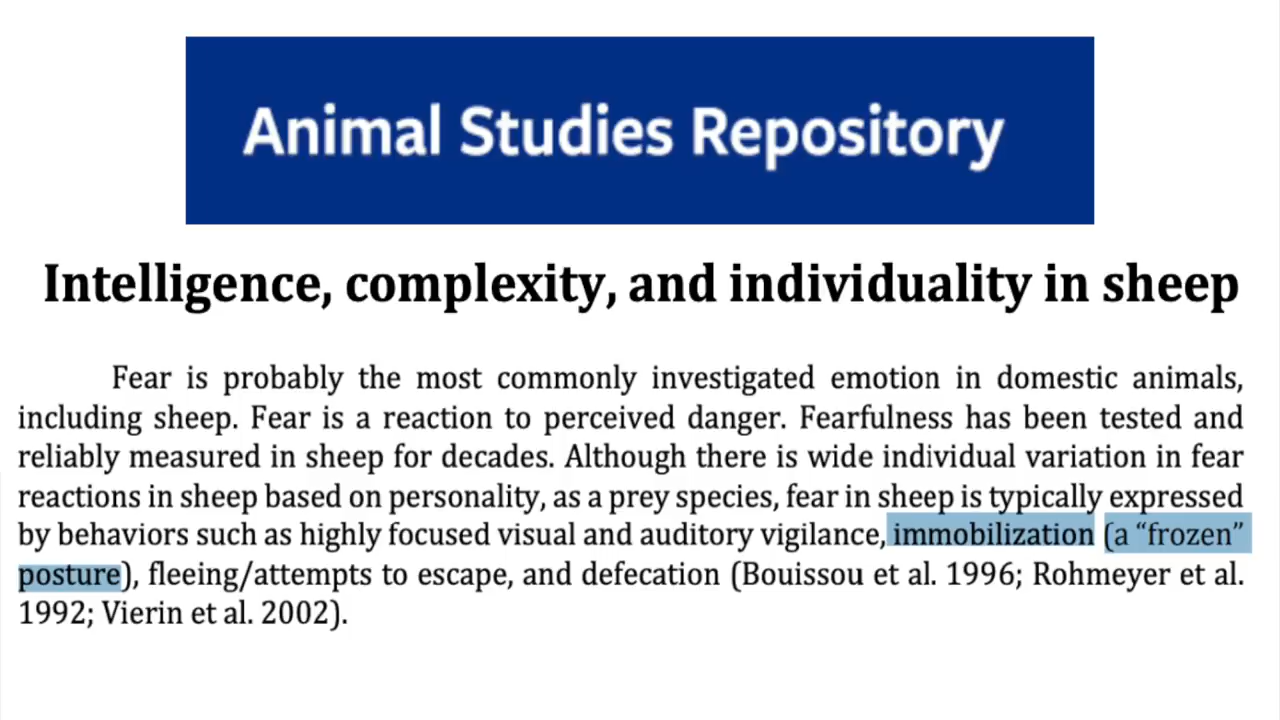 Animal Studies Repository
Intelligence, complexity, and individuality in sheep
Fear is probably the most commonly investigated emotion in domestic animals,
including sheep. Fear is a reaction to perceived danger. Fearfulness has been tested and
reliably measured in sheep for decades. Although there is wide individual variation in fear
reactions in sheep based on personality, as a prey species, fear in sheep is typically expressed
by behaviors such as highly focused visual and auditory vigilance, immobilization (a “frozen”
posture), fleeing/attempts to escape, and defecation (Bouissou et al. 1996; Rohmeyer et al.
1992; Vierin et al. 2002).